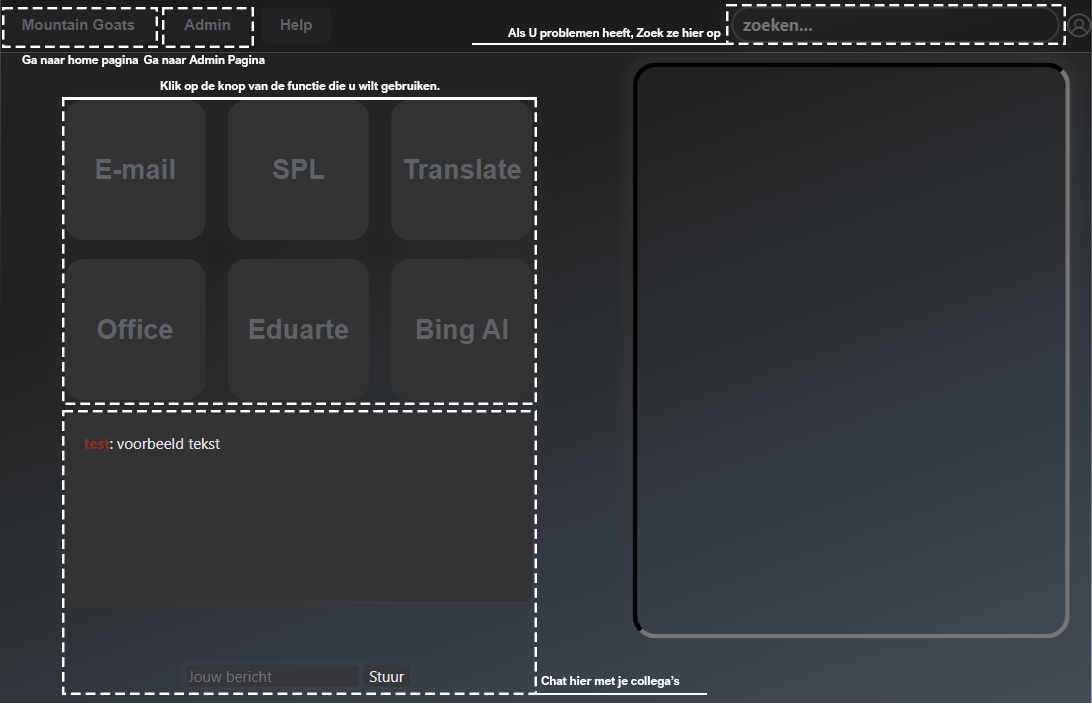 Mountain Goats Admin Help
Als U problemen heeft, Zoek ze hier op
zoeken...
Ga naar home pagina Ga naar Admin Pagina
Klik op de knop van de functie die u wilt gebruiken.
E-mail SPL Translate
Office Eduarte Bing AI
test: voorbeeld tekst
Jouw bericht Stuur
Chat hier met je collega's